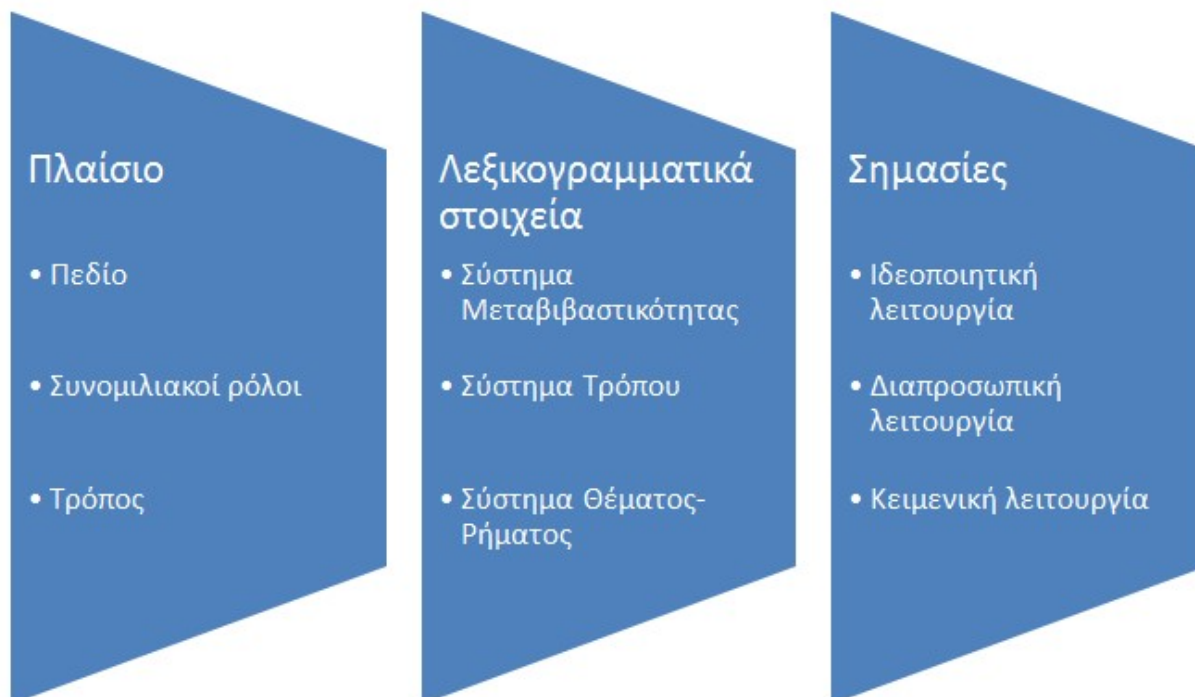 Πλαίσιο
• Πεδίο
• Συνομιλιακοί ρόλοι
• Τρόπος
Λεξικογραμματικά
στοιχεία
• Σύστημα
Μεταβιβαστικότητας
• Σύστημα Τρόπου
• Σύστημα Θέματος-
Ρήματος
Σημασίες
• Ιδεοποιητική
λειτουργία
• Διαπροσωπική
λειτουργία
• Κειμενική λειτουργία